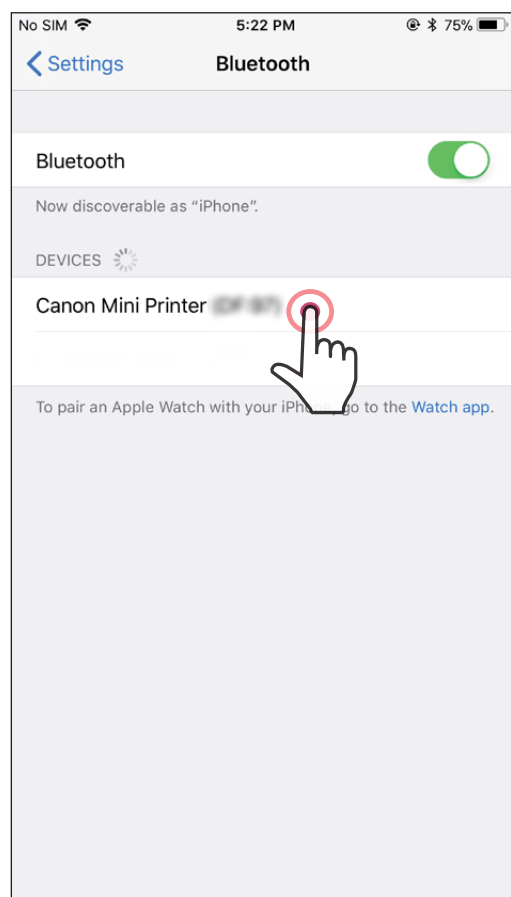 No SIM 5:22 PM 75%
Settings Bluetooth
Bluetooth
Now discoverable as “iPhone”.
DEVICES
Canon Mini Printer
To pair an Apple Watch with your iPhone, go to the Watch app.